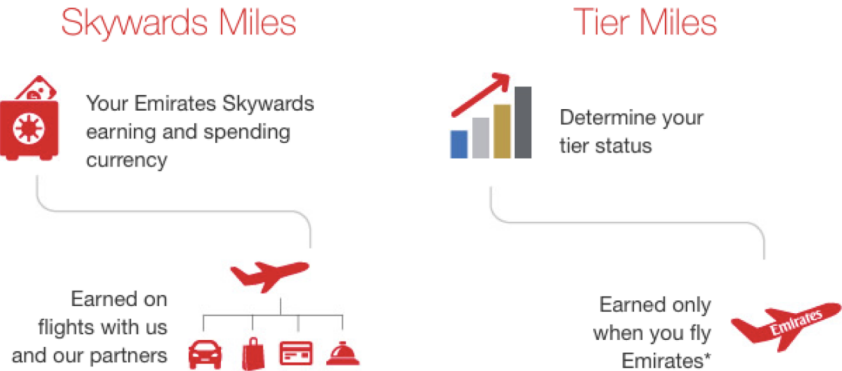 Skywards Miles
Your Emirates Skywards
earning and spending
currency
Earned on
flights with us
and our partners
Tier Miles
Determine your
tier status
Earned only
when you fly
Emirates*
Emirates